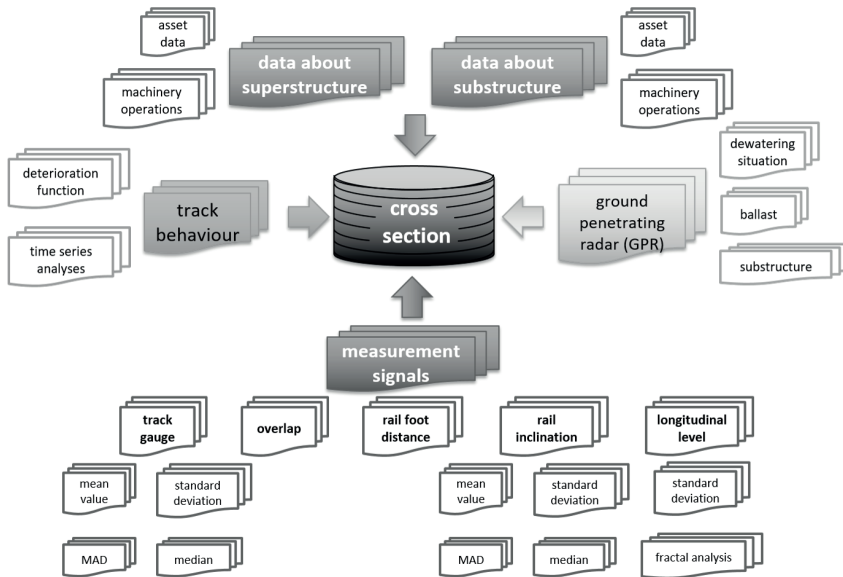 asset
data
data about
superstructure
data about
substructure
asset
data
machinery
operations
machinery
operations
dewatering
situation
deterioration
function
track
behaviour
cross
section
ground
penetrating
radar (GPR)
ballast
time series
analyses
substructure
measurement
signals
track
gauge
overlap
rail foot
distance
rail
inclination
longitudinal
level
mean
value
standard
deviation
mean
value
standard
deviation
standard
deviation
MAD
median
MAD
median
fractal analysis